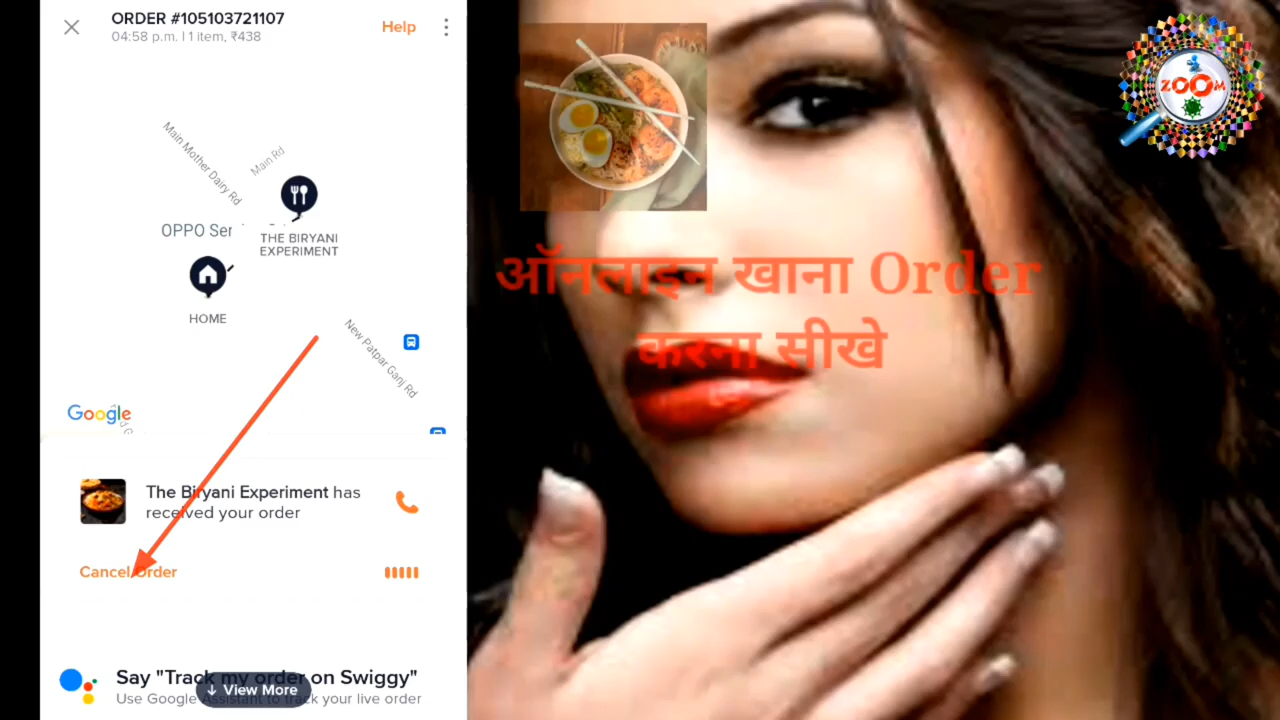 ORDER #105103721107
04:58 p.m. | 1 item, ₹438
Help
Main Mother Dairy Rd
Main Rd
OPPO Ser
THE BIRYANI
EXPERIMENT
HOME
New Patpar Ganj Rd
Google
The Biryani Experiment has
received your order
Cancel Order
Say "Track my order on Swiggy"
Use Google Assistant to track your live order
↓ View More
ZOOM
ऑनलाइन खाना Order
करना सीखे